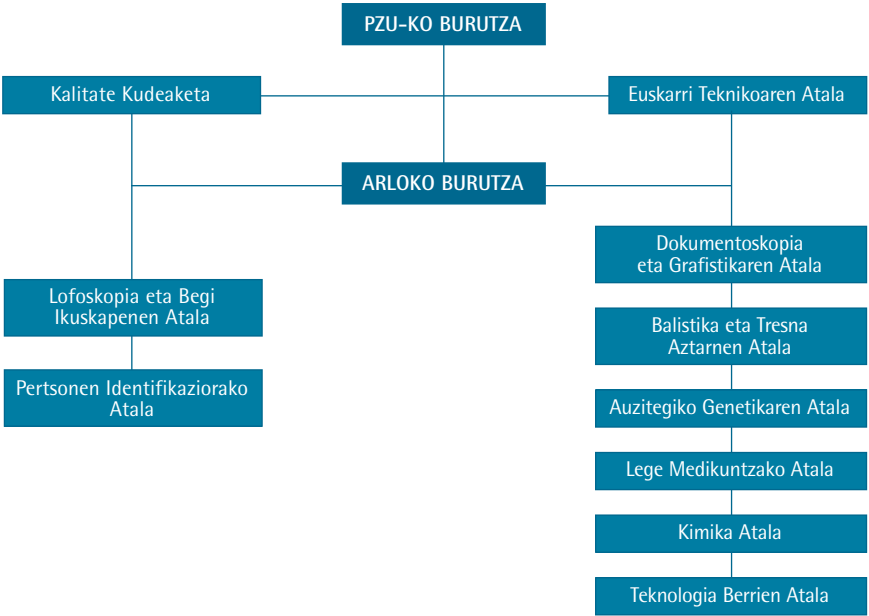 PZU-KO BURUTZA
Kalitate Kudeaketa
Euskarri Teknikoaren Atala
ARLOKO BURUTZA
Lofoskopia eta Begi
Ikuskapenen Atala
Pertsonen Identifikaziorako
Atala
Dokumentoskopia
eta Grafistikaren Atala
Balistika eta Tresna
Aztarnen Atala
Auzitegiko Genetikaren Atala
Lege Medikuntzako Atala
Kimika Atala
Teknologia Berrien Atala